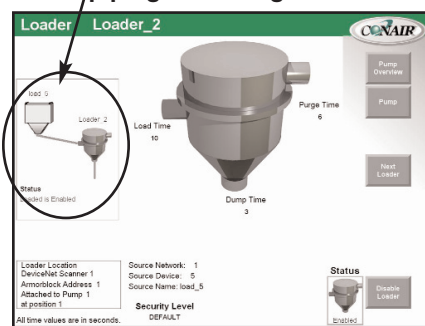 Loader Loader_2
CONAIR
Pump
Overview
load_5
Pump
Loader_2
Purge Time
6
Load Time
10
Next
Loader
Status
Loaded is Enabled
Dump Time
3
Loader Location
DeviceNet Scanner 1
Armorblock Address 1
Attached to Pump 1
at position 1
Source Network: 1
Source Device: 5
Source Name: load_5
Security Level
DEFAULT
Status
Enabled
Disable
Loader
All time values are in seconds.